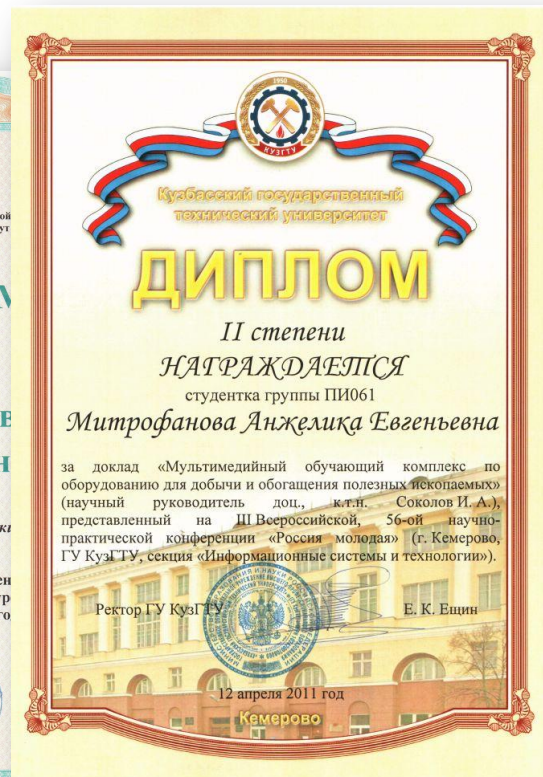 1950
КУЗГТУ
Кузбасский государственный
технический университет
ДИПЛОМ
II степени
НАГРАЖДАЕТСЯ
студентка группы ПИ061
Митрофанова Анжелика Евгеньевна
за доклад «Мультимедийный обучающий комплекс по
оборудованию для добычи и обогащения полезных ископаемых»
(научный руководитель доц., к.т.н. Соколов И. А.),
представленный на III Всероссийской, 56-ой научно-
практической конференции «Россия молодая» (г. Кемерово,
ГУ КузГТУ, секция «Информационные системы и технологии»).
Ректор ГУ КузГТУ Е. К. Ещин
12 апреля 2011 год
Кемерово